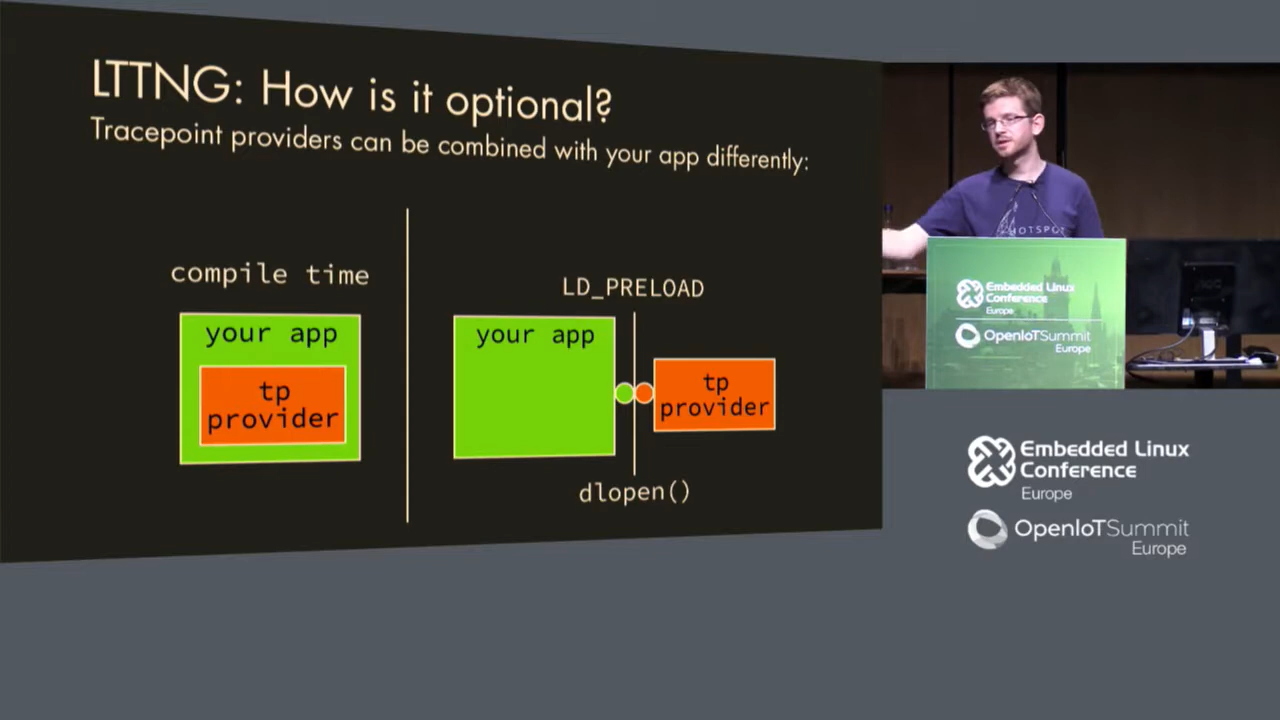 LTTNG: How is it optional?
Tracepoint providers can be combined with your app differently:
compile time
your app
tp
provider
LD_PRELOAD
your app
tp
provider
dlopen()
HOTSPOT
Embedded Linux
Conference
Europe
OpenIoTSummit
Europe
Embedded Linux
Conference
Europe
OpenIoTSummit
Europe